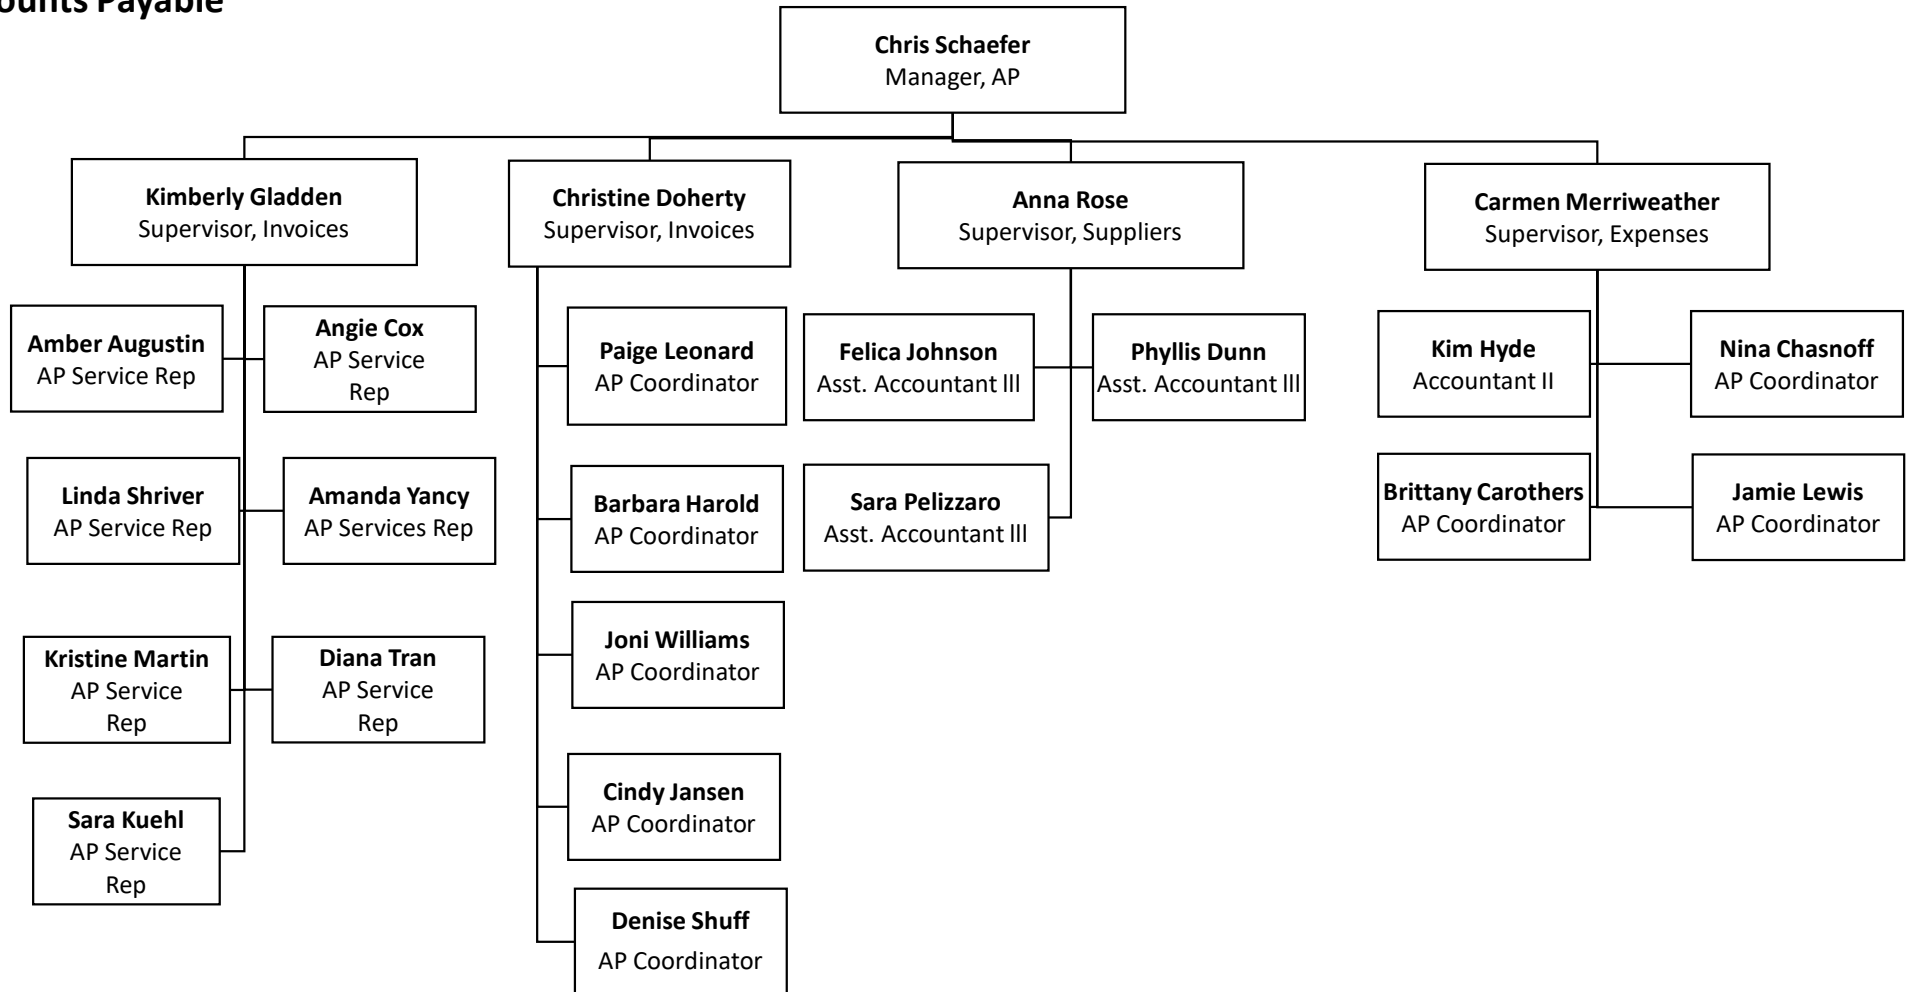 ounts Payable
Chris Schaefer
Manager, AP
Kimberly Gladden
Supervisor, Invoices
Christine Doherty
Supervisor, Invoices
Anna Rose
Supervisor, Suppliers
Carmen Merriweather
Supervisor, Expenses
Amber Augustin
AP Service Rep
Angie Cox
AP Service
Rep
Linda Shriver
AP Service Rep
Amanda Yancy
AP Services Rep
Kristine Martin
AP Service
Rep
Diana Tran
AP Service
Rep
Sara Kuehl
AP Service
Rep
Paige Leonard
AP Coordinator
Barbara Harold
AP Coordinator
Joni Williams
AP Coordinator
Cindy Jansen
AP Coordinator
Denise Shuff
AP Coordinator
Felica Johnson
Asst. Accountant lll
Phyllis Dunn
Asst. Accountant lll
Sara Pelizzaro
Asst. Accountant lll
Kim Hyde
Accountant II
Nina Chasnoff
AP Coordinator
Brittany Carothers
AP Coordinator
Jamie Lewis
AP Coordinator